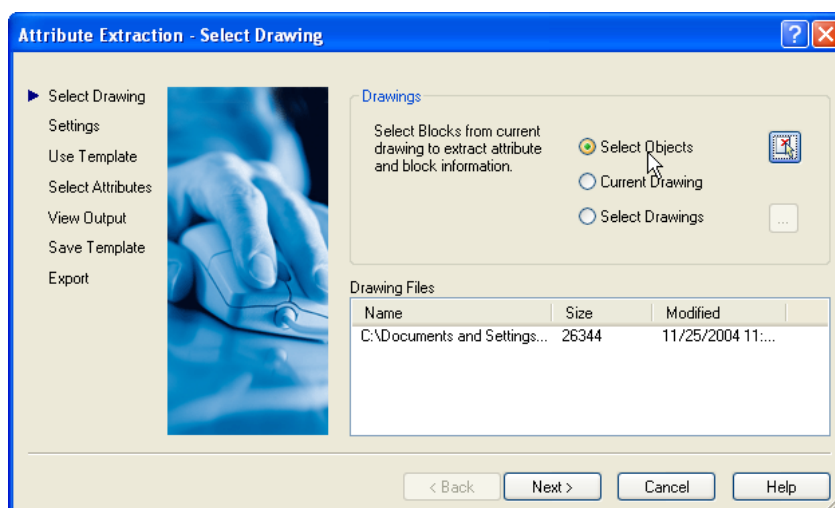 Attribute Extraction - Select Drawing
Select Drawing
Settings
Use Template
Select Attributes
View Output
Save Template
Export
Drawings
Select Blocks from current
drawing to extract attribute
and block information.
Select Objects
Current Drawing
Select Drawings
...
Drawing Files
Name Size Modified
C:\Documents and Settings... 26344 11/25/2004 11:...
< Back Next > Cancel Help